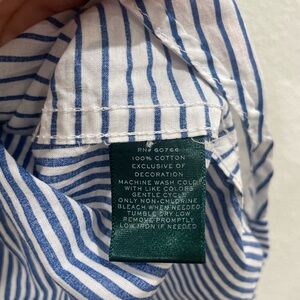 RN# 60766
100% COTTON
EXCLUSIVE OF
DECORATION
MACHINE WASH COLD
WITH LIKE COLORS
GENTLE CYCLE
ONLY NON-CHLORINE
BLEACH WHEN NEEDED
TUMBLE DRY LOW
REMOVE PROMPTLY
LOW IRON IF NEEDED